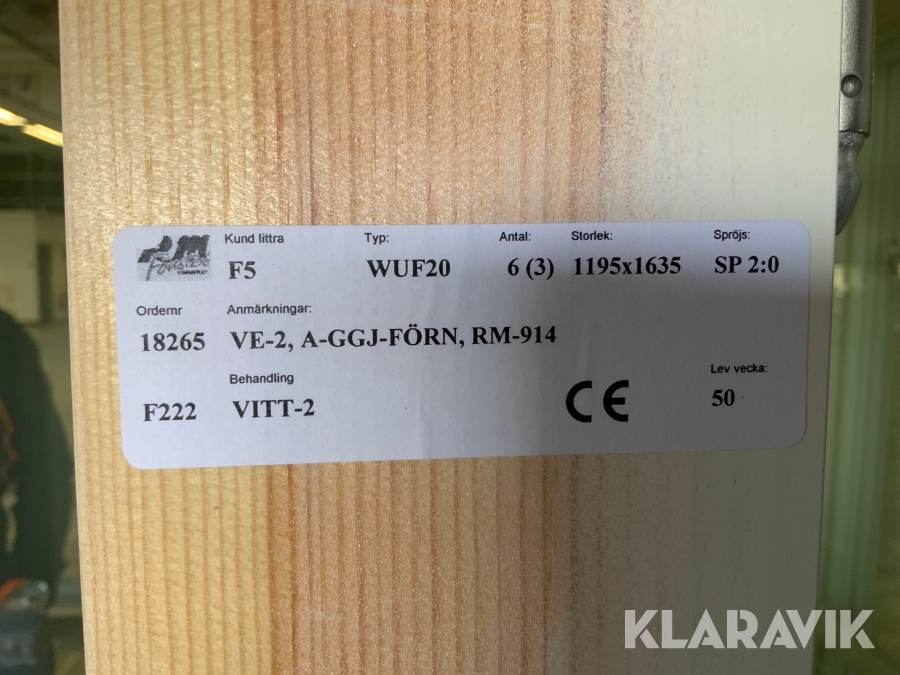 Kund littra Typ: Antal: Storlek: Spröjs:
F5 WUF20 6 (3) 1195x1635 SP 2:0
Ordernr Anmärkningar:
18265 VE-2, A-GGJ-FÖRN, RM-914
Behandling Lev vecka:
F222 VITT-2 CE 50
KLARAVIK